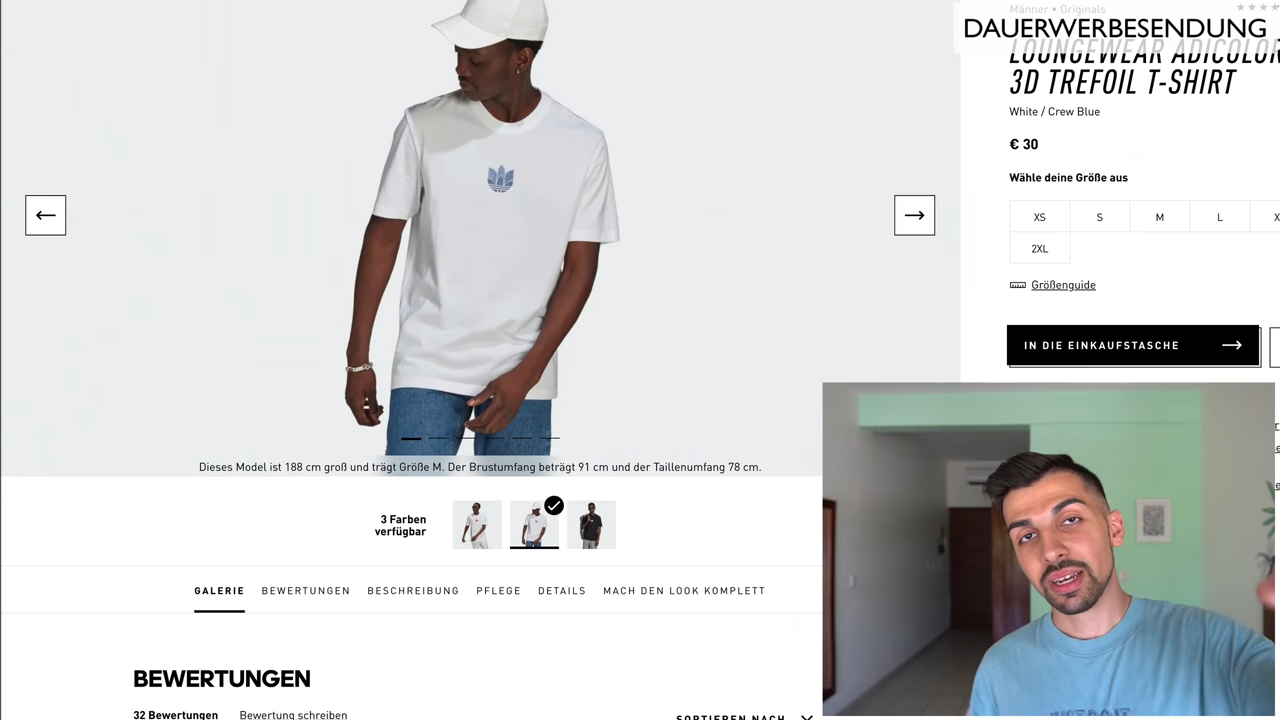 Männer • Originals
DAUERWERBESENDUNG
LOUNGEWEAR ADICOLOR
3D TREFOIL T-SHIRT
White / Crew Blue
€ 30
Wähle deine Größe aus
XS S M L X
2XL
Größenguide
IN DIE EINKAUFSTASCHE
Dieses Model ist 188 cm groß und trägt Größe M. Der Brustumfang beträgt 91 cm und der Taillenumfang 78 cm.
3 Farben
verfügbar
GALERIE BEWERTUNGEN BESCHREIBUNG PFLEGE DETAILS MACH DEN LOOK KOMPLETT
BEWERTUNGEN
32 Bewertungen Bewertung schreiben
SORTIEREN NACH